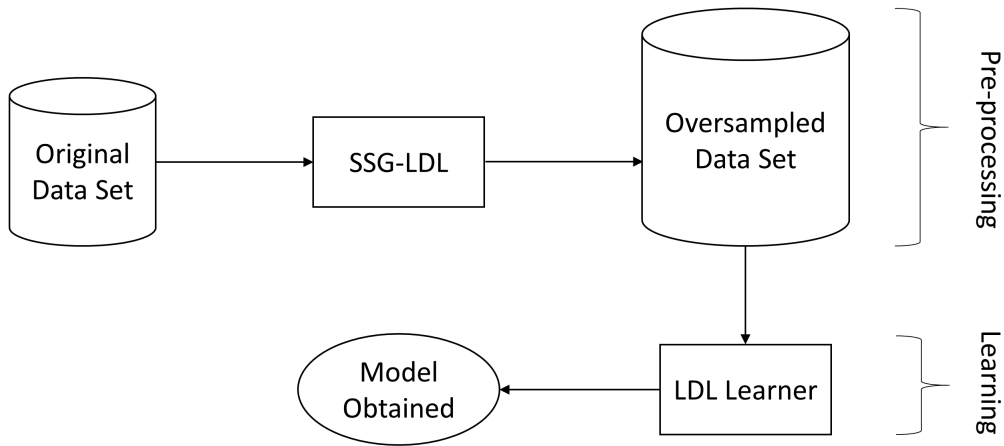 Original
Data Set
SSG-LDL
Oversampled
Data Set
Pre-processing
Model
Obtained
LDL Learner
Learning